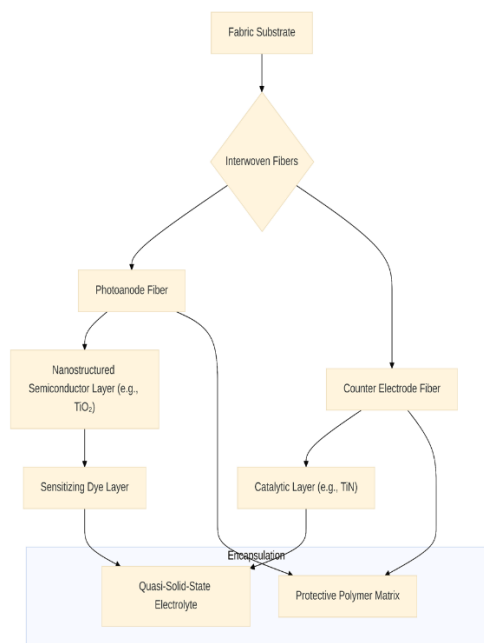 Fabric Substrate
Interwoven Fibers
Photoanode Fiber
Nanostructured
Semiconductor Layer (e.g.,
TiO₂)
Counter Electrode Fiber
Sensitizing Dye Layer
Catalytic Layer (e.g., TiN)
Encapsulation
Quasi-Solid-State
Electrolyte
Protective Polymer Matrix